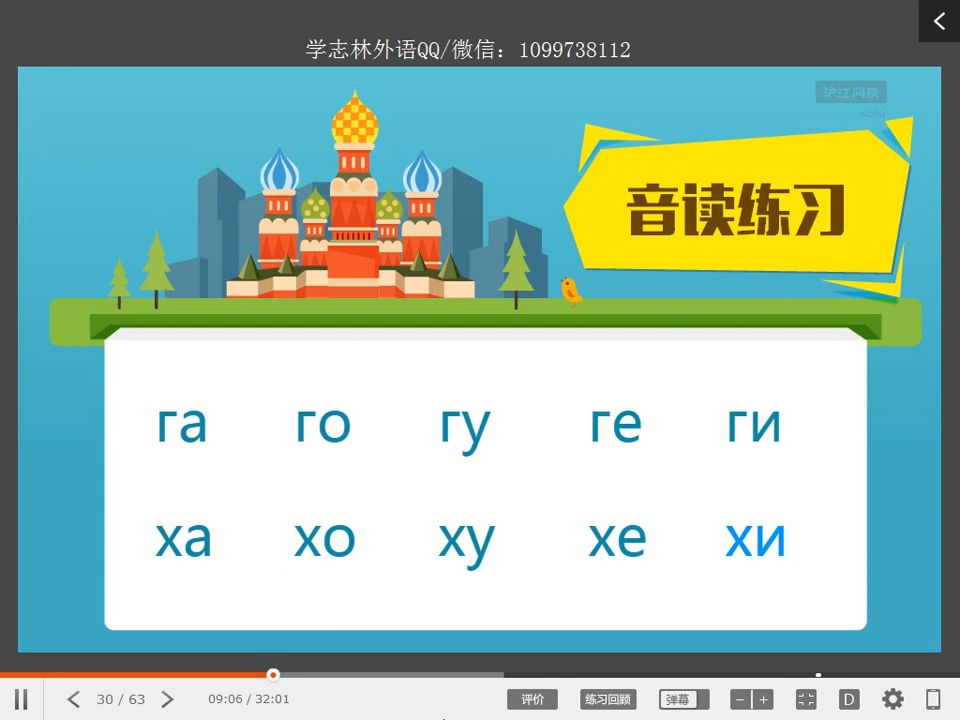 学志林外语QQ/微信：1099738112
沪江网校
音读练习
га го гу ге ги
ха хо ху хе хи
30 / 63
09:06 / 32:01
评价
练习回顾
弹幕
D